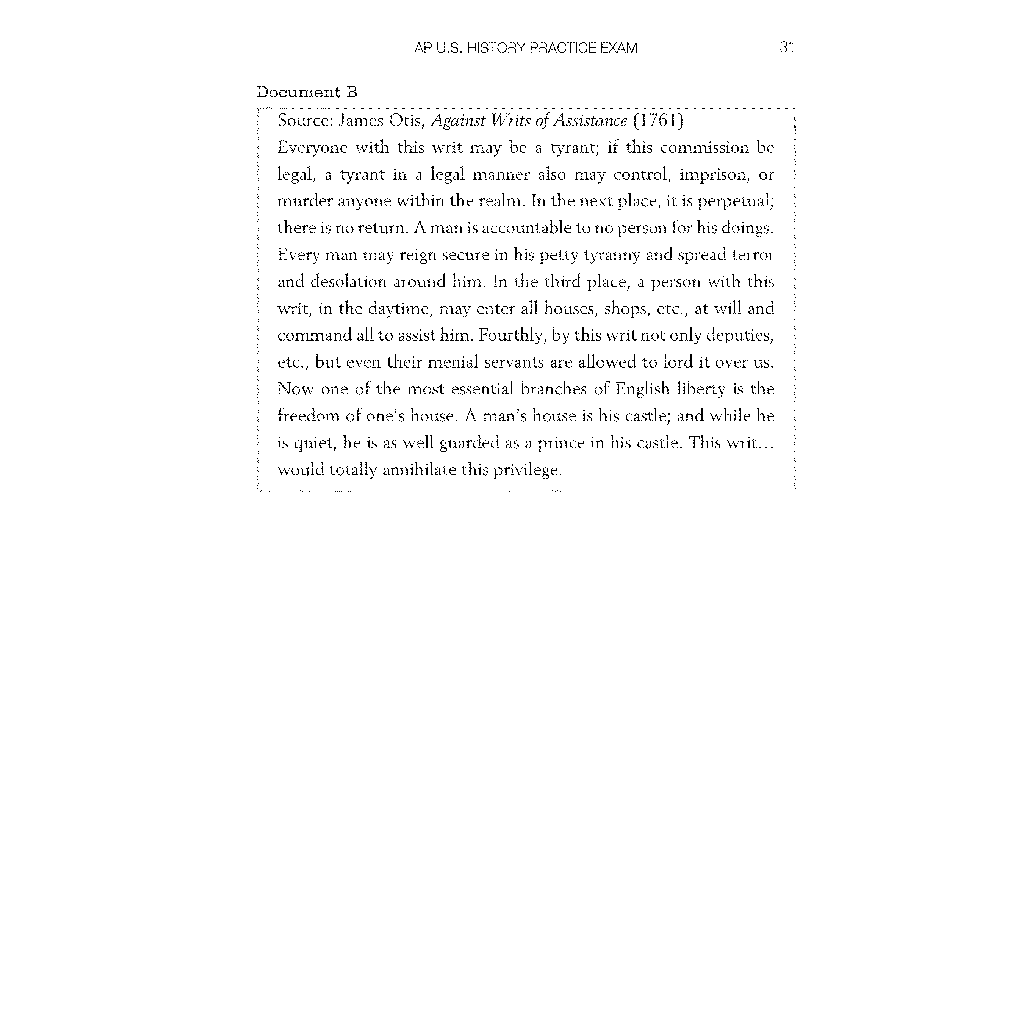 AP U.S. HISTORY PRACTICE EXAM 31
Document B
Source: James Otis, Against Writs of Assistance (1761)
Everyone with this writ may be a tyrant; if this commission be
legal, a tyrant in a legal manner also may control, imprison, or
murder anyone within the realm. In the next place, it is perpetual;
there is no return. A man is accountable to no person for his doings.
Every man may reign secure in his petty tyranny and spread terror
and desolation around him. In the third place, a person with this
writ, in the daytime, may enter all houses, shops, etc., at will and
command all to assist him. Fourthly, by this writ not only deputies,
etc., but even their menial servants are allowed to lord it over us.
Now one of the most essential branches of English liberty is the
freedom of one's house. A man's house is his castle; and while he
is quiet, he is as well guarded as a prince in his castle. This writ...
would totally annihilate this privilege.